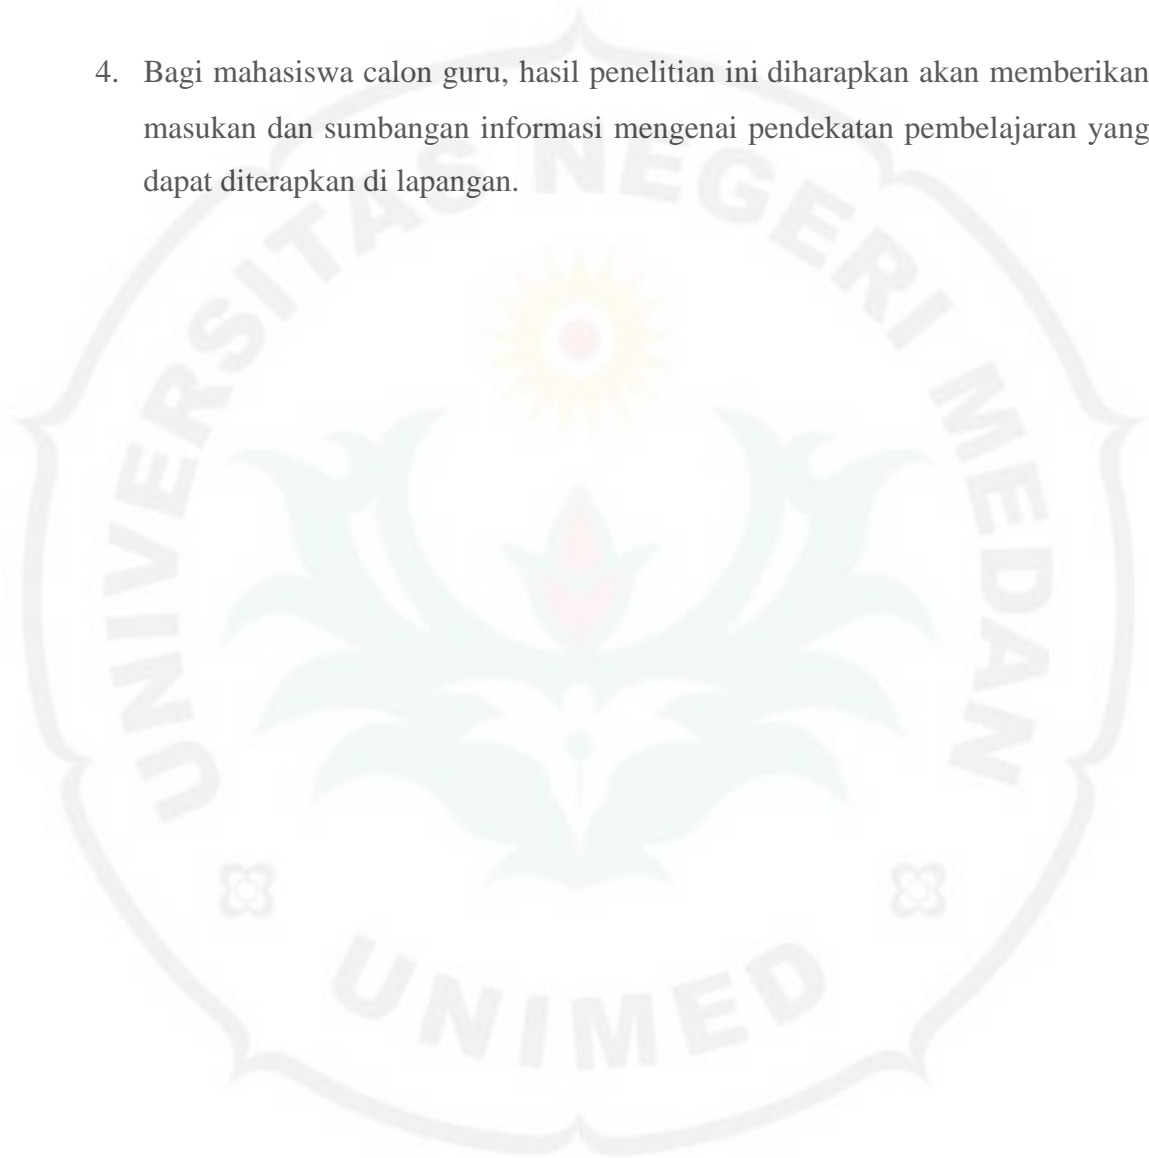 4. Bagi mahasiswa calon guru, hasil penelitian ini diharapkan akan memberikan
masukan dan sumbangan informasi mengenai pendekatan pembelajaran yang
dapat diterapkan di lapangan.
UNIVERSITAS NEGERI MEDAN
UNIMED